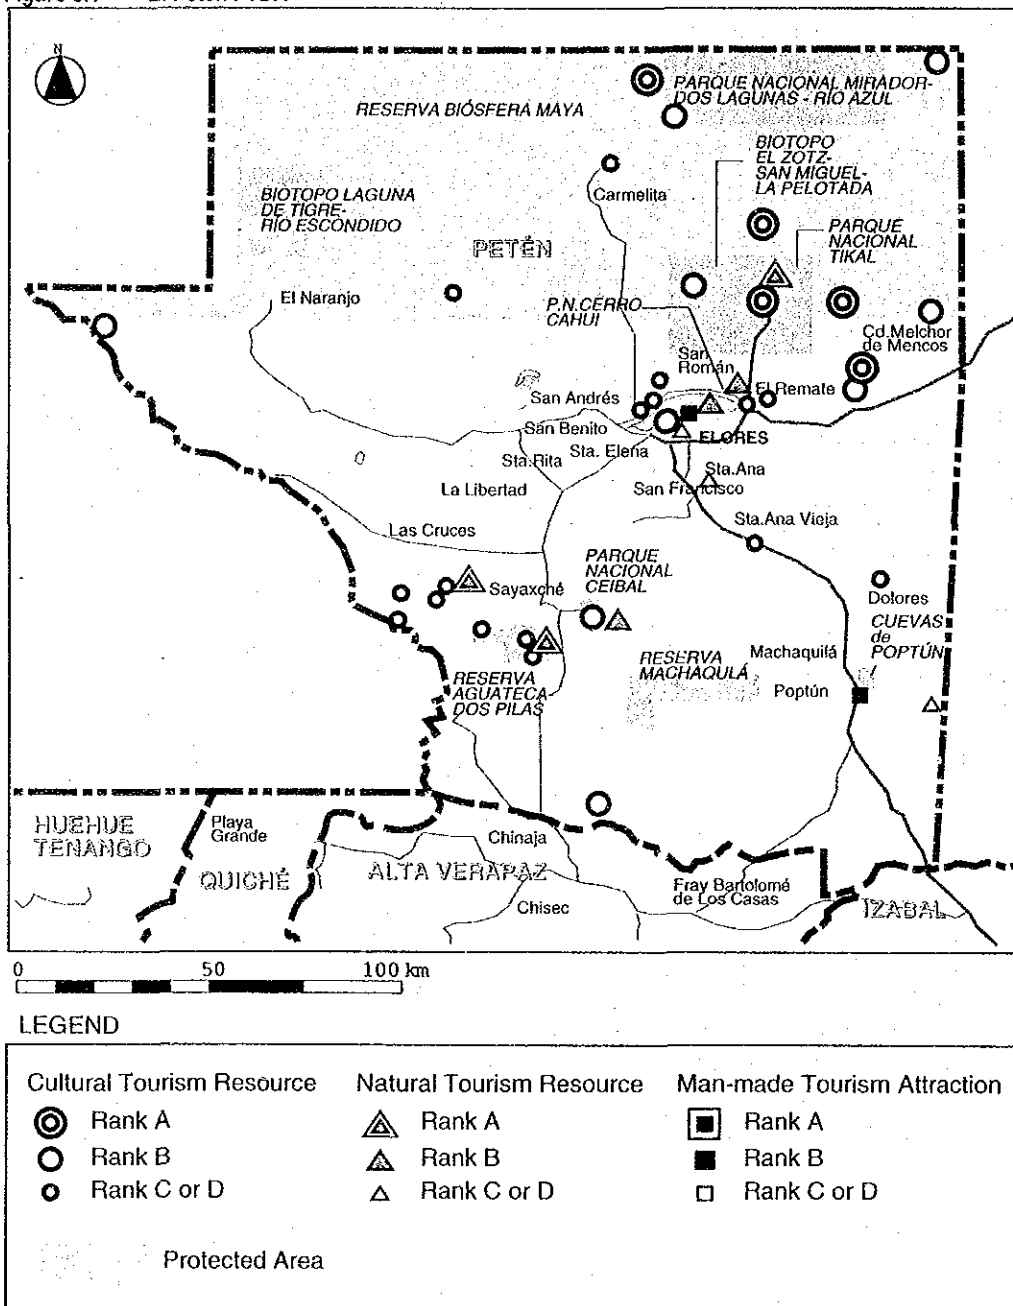 N
RESERVA BIÓSFERA MAYA
PARQUE NACIONAL MIRADOR-
DOS LAGUNAS - RÍO AZUL
BIOTOPO
EL ZOTZ-
SAN MIGUEL-
LA PELOTADA
Carmelita
BIOTOPO LAGUNA
DE TIGRE-
RÍO ESCONDIDO
PARQUE
NACIONAL
TIKAL
PETÉN
El Naranjo
P.N.CERRO
CAHUI
Cd.Melchor
de Mencos
San
Román
El Remate
San Andrés
San Benito
FLORES
Sta. Elena
Sta.Rita
Sta.Ana
La Libertad
San Francisco
Sta.Ana Vieja
Las Cruces
PARQUE
NACIONAL
CEIBAL
Sayaxché
Dolores
CUEVAS
de
POPTÚN
Machaquilá
RESERVA
MACHAQUILÁ
RESERVA
AGUATECA
DOS PILAS
Poptún
HUEHUE
TENANGO
Playa
Grande
Chinaja
QUICHÉ
ALTA VERAPAZ
Fray Bartolomé
de Los Casas
Chisec
IZABAL
0 50 100 km
LEGEND
Cultural Tourism Resource
Rank A
Rank B
Rank C or D
Natural Tourism Resource
Rank A
Rank B
Rank C or D
Man-made Tourism Attraction
Rank A
Rank B
Rank C or D
Protected Area